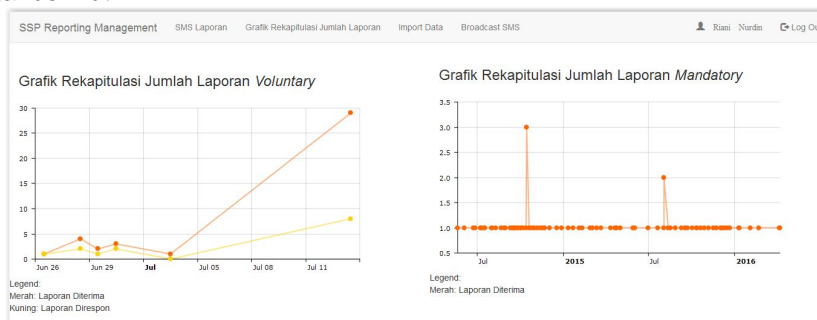 SSP Reporting Management SMS Laporan Grafik Rekapitulasi Jumlah Laporan Import Data Broadcast SMS Riani Nurdin Log Ou
Grafik Rekapitulasi Jumlah Laporan Voluntary
30
25
20
15
10
5
0
Jun 26 Jun 29 Jul Jul 05 Jul 08 Jul 11
Legend:
Merah: Laporan Diterima
Kuning: Laporan Direspon
Grafik Rekapitulasi Jumlah Laporan Mandatory
3.5
3.0
2.5
2.0
1.5
1.0
0.5
Jul 2015 Jul 2016
Legend:
Merah: Laporan Diterima